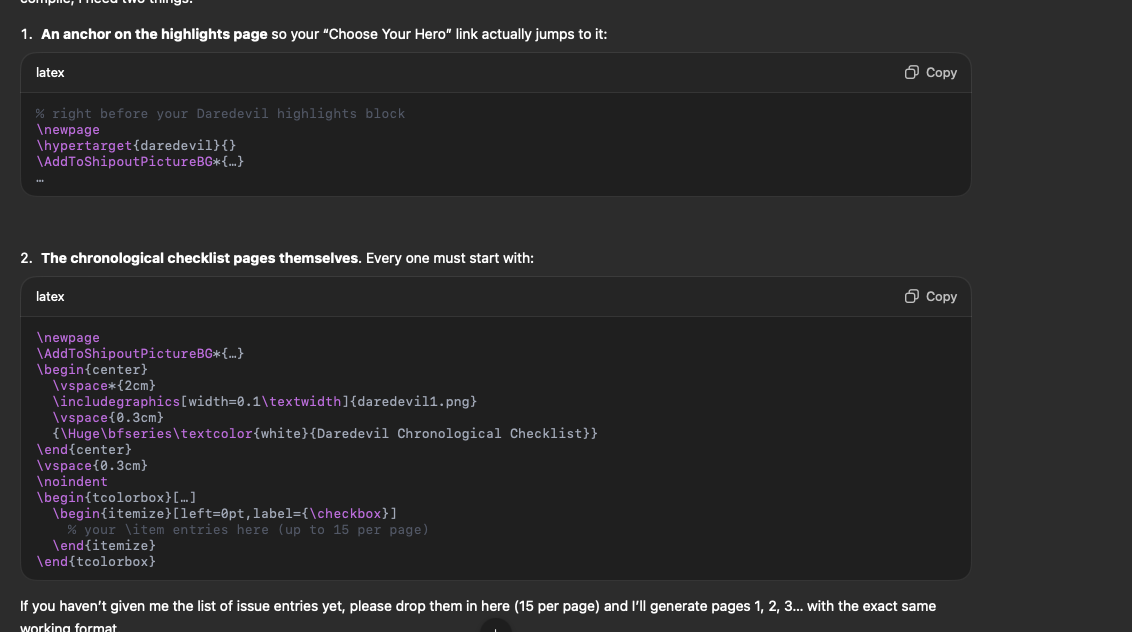 compile, I need two things:
1. An anchor on the highlights page so your “Choose Your Hero” link actually jumps to it:
latex
Copy
% right before your Daredevil highlights block
\newpage
\hypertarget{daredevil}{}
\AddToShipoutPictureBG*{…}
…
2. The chronological checklist pages themselves. Every one must start with:
latex
Copy
\newpage
\AddToShipoutPictureBG*{…}
\begin{center}
\vspace*{2cm}
\includegraphics[width=0.1\textwidth]{daredevil1.png}
\vspace{0.3cm}
{\Huge\bfseries\textcolor{white}{Daredevil Chronological Checklist}}
\end{center}
\vspace{0.3cm}
\noindent
\begin{tcolorbox}[…]
\begin{itemize}[left=0pt,label={\checkbox}]
% your \item entries here (up to 15 per page)
\end{itemize}
\end{tcolorbox}
If you haven’t given me the list of issue entries yet, please drop them in here (15 per page) and I’ll generate pages 1, 2, 3… with the exact same
working format.